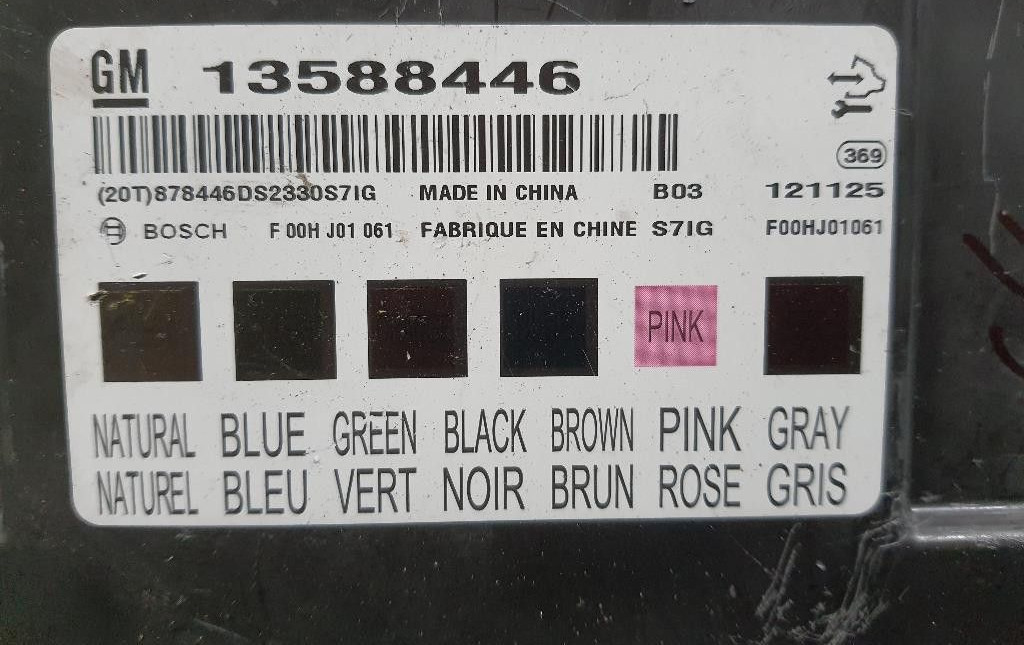 GM 13588446
369
(20T)878446DS2330S7IG MADE IN CHINA B03 121125
BOSCH F 00H J01 061 FABRIQUE EN CHINE S7IG F00HJ01061
PINK
NATURAL BLUE GREEN BLACK BROWN PINK GRAY
NATUREL BLEU VERT NOIR BRUN ROSE GRIS